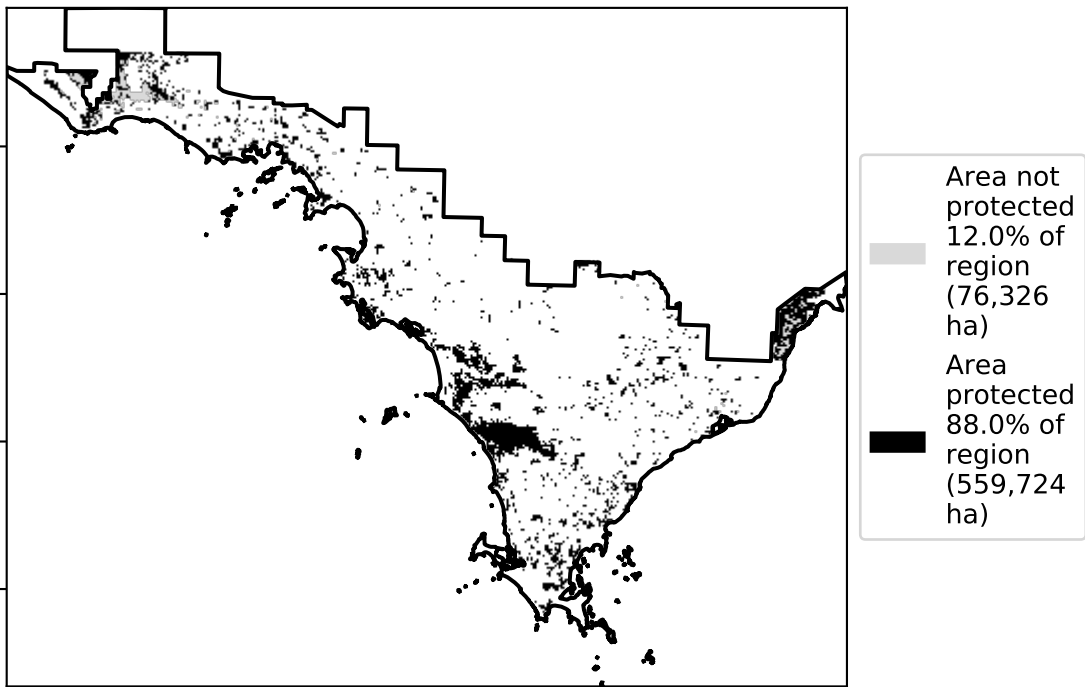 Area not
protected
12.0% of
region
(76,326
ha)
Area
protected
88.0% of
region
(559,724
ha)